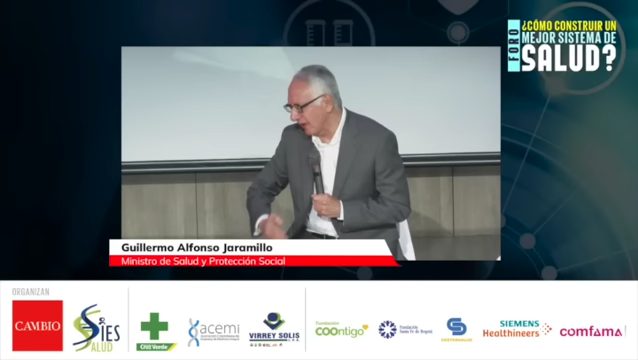 FORO
¿CÓMO CONSTRUIR UN
MEJOR SISTEMA DE
SALUD?
Guillermo Alfonso Jaramillo
Ministro de Salud y Protección Social
ORGANIZAN
CAMBIO
SiES
SALUD
Cruz Verde
acemi
VIRREY SOLIS
I.P.S
Fundación
COOntigo
Fundación
Santa Fe de Bogotá
SIEMENS
Healthineers
comfama